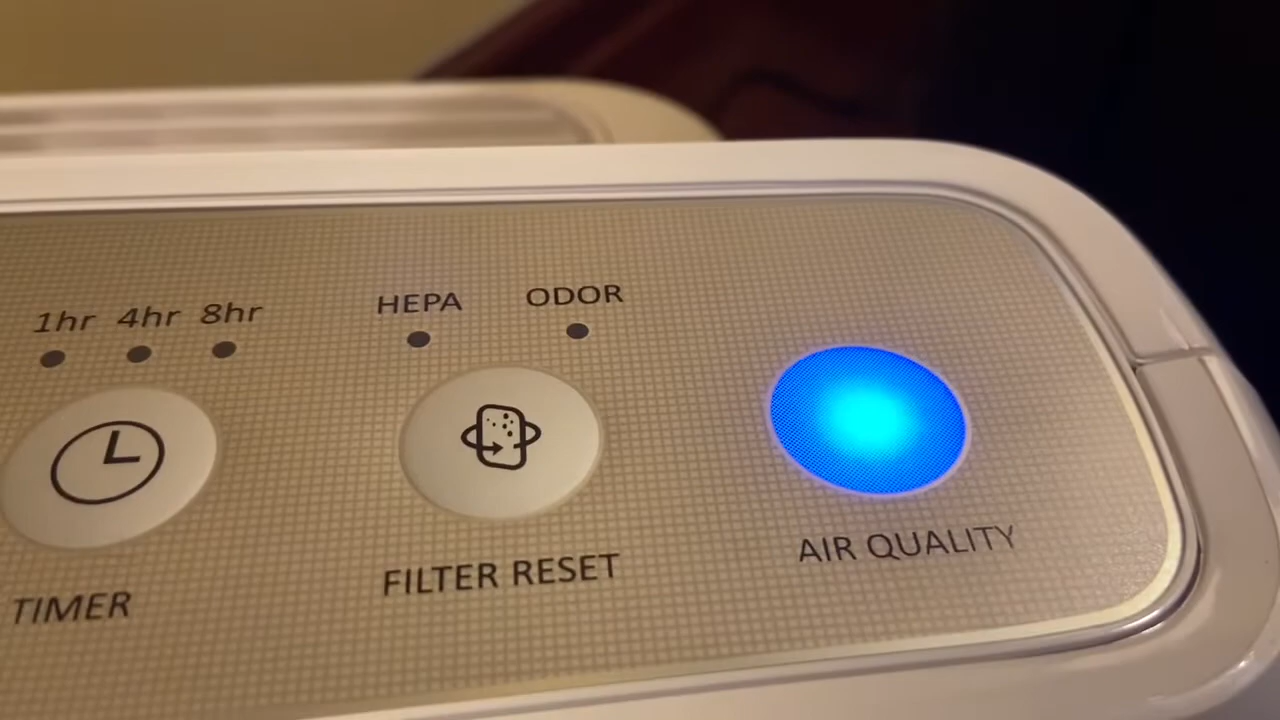 1hr 4hr 8hr
HEPA ODOR
TIMER
FILTER RESET
AIR QUALITY